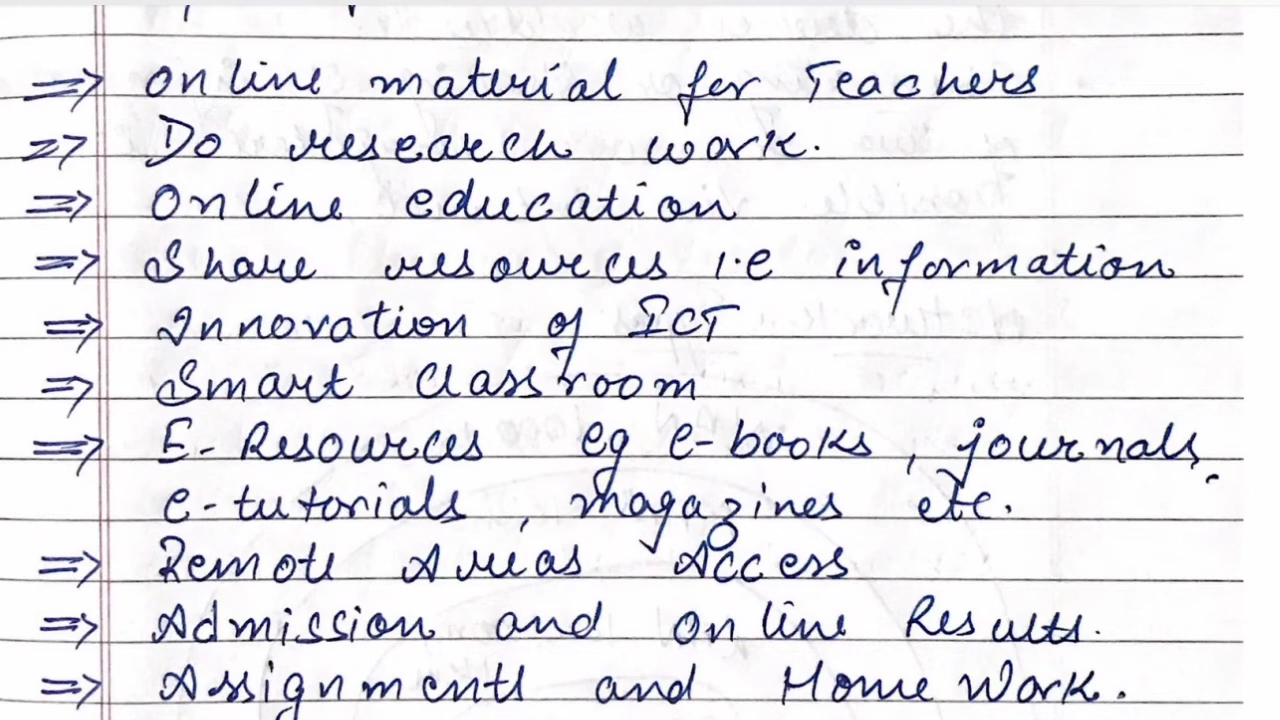 ⇒ Online material for Teachers
⇒ Do research work.
⇒ Online education
⇒ Share resources i.e information
⇒ Innovation of ICT
⇒ Smart Classroom
⇒ E-Resources eg e-books, journals,
e-tutorials, magazines etc.
⇒ Remote Areas Access
⇒ Admission and online Results.
⇒ Assignments and Home Work.